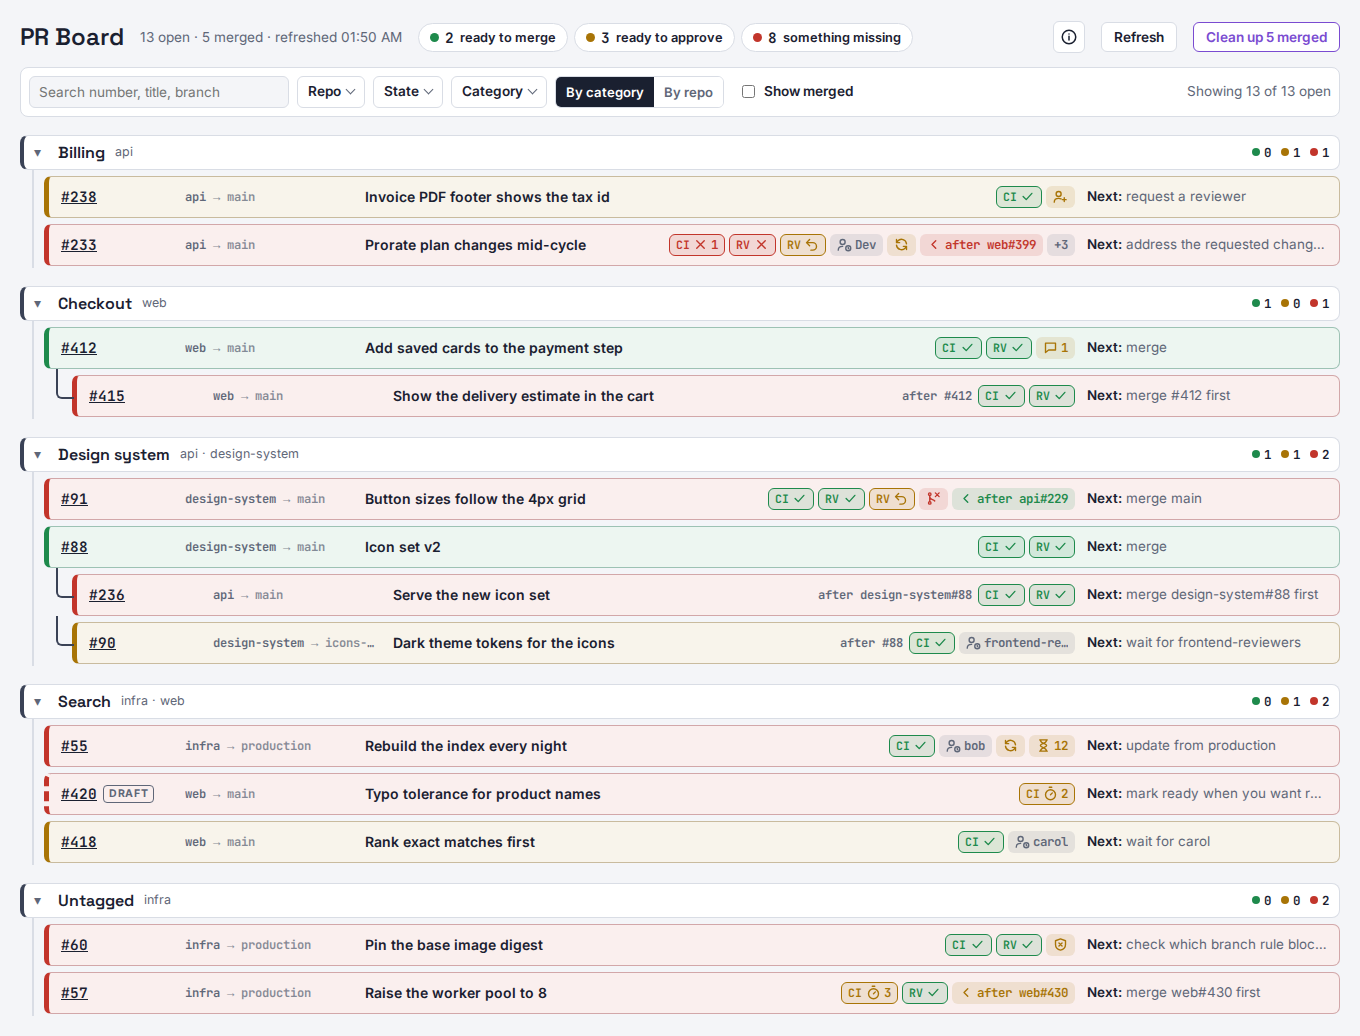 PR Board 13 open · 5 merged · refreshed 01:50 AM 2 ready to merge 3 ready to approve 8 something missing Refresh Clean up 5 merged
Search number, title, branch Repo State Category By category By repo Show merged Showing 13 of 13 open
Billing api 0 1 1
#238 api → main Invoice PDF footer shows the tax id CI Next: request a reviewer
#233 api → main Prorate plan changes mid-cycle CI 1 RV RV Dev after web#399 +3 Next: address the requested chang...
Checkout web 1 0 1
#412 web → main Add saved cards to the payment step CI RV 1 Next: merge
#415 web → main Show the delivery estimate in the cart after #412 CI RV Next: merge #412 first
Design system api · design-system 1 1 2
#91 design-system → main Button sizes follow the 4px grid CI RV RV after api#229 Next: merge main
#88 design-system → main Icon set v2 CI RV Next: merge
#236 api → main Serve the new icon set after design-system#88 CI RV Next: merge design-system#88 first
#90 design-system → icons-… Dark theme tokens for the icons after #88 CI frontend-re… Next: wait for frontend-reviewers
Search infra · web 0 1 2
#55 infra → production Rebuild the index every night CI bob 12 Next: update from production
#420 DRAFT web → main Typo tolerance for product names CI 2 Next: mark ready when you want r...
#418 web → main Rank exact matches first CI carol Next: wait for carol
Untagged infra 0 0 2
#60 infra → production Pin the base image digest CI RV Next: check which branch rule bloc...
#57 infra → production Raise the worker pool to 8 CI 3 RV after web#430 Next: merge web#430 first